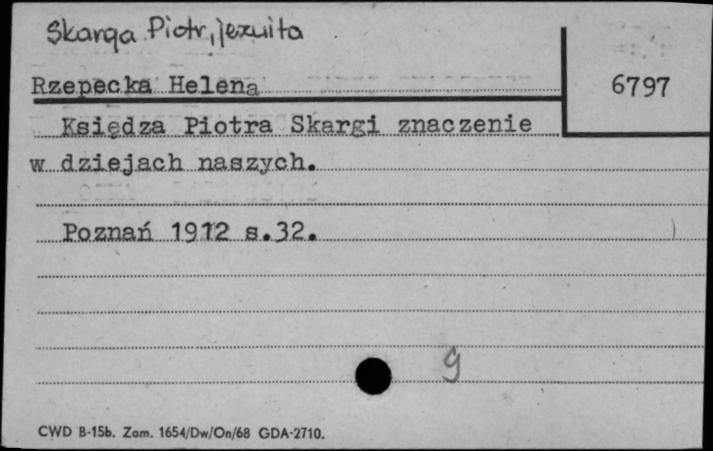 Skarga Piotr, jezuita
Rzepecka Helena
6797
Księdza Piotra Skargi znaczenie
w dziejach naszych.
Poznań 1912 s.32.
9
CWD B-15b. Zam. 1654/Dw/On/68 GDA-2710.